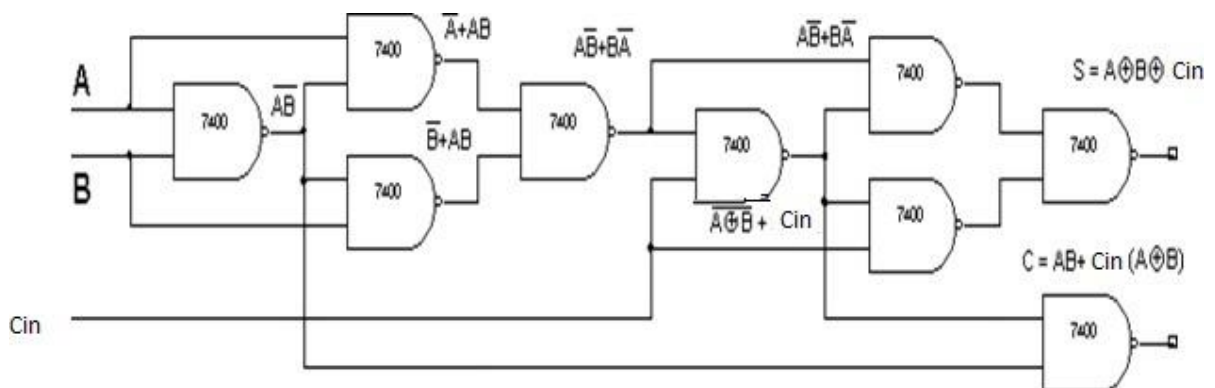 7400
A̅+AB
AB̅+BA̅
AB̅+BA̅
7400
S = A⊕B⊕ Cin
A
7400
A̅B̅
7400
7400
7400
B
B̅+AB
7400
7400
A̅⊕̅B̅ + Cin
C = AB+ Cin (A⊕B)
Cin
7400